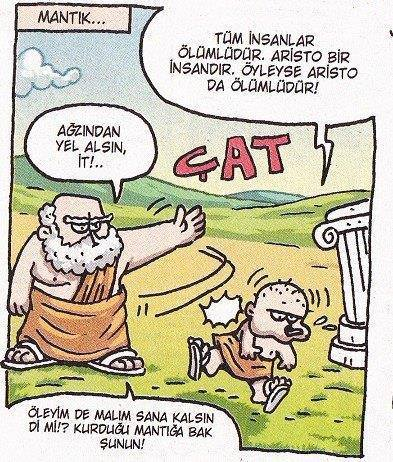 MANTIK...
TÜM İNSANLAR
ÖLÜMLÜDÜR. ARİSTO BİR
İNSANDIR. ÖYLEYSE ARİSTO
DA ÖLÜMLÜDÜR!
AĞZINDAN
YEL ALSIN,
İT!..
ÇAT
ÖLEYİM DE MALIM SANA KALSIN
Dİ Mİ!? KURDUĞU MANTIĞA BAK
ŞUNUN!